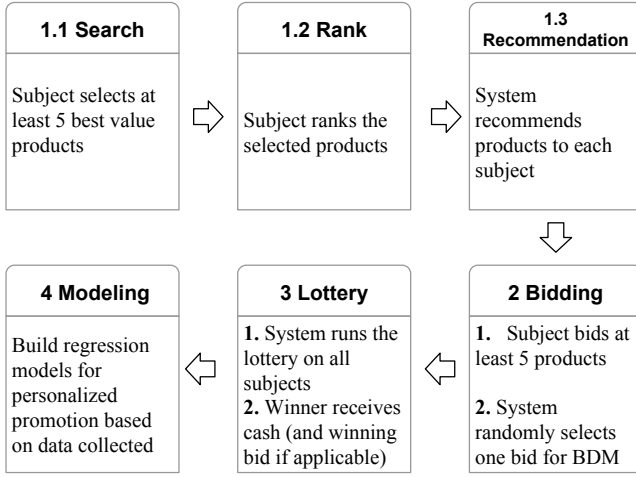 1.1 Search
Subject selects at
least 5 best value
products
1.2 Rank
Subject ranks the
selected products
1.3
Recommendation
System
recommends
products to each
subject
2 Bidding
1. Subject bids at
least 5 products
2. System
randomly selects
one bid for BDM
3 Lottery
1. System runs the
lottery on all
subjects
2. Winner receives
cash (and winning
bid if applicable)
4 Modeling
Build regression
models for
personalized
promotion based
on data collected